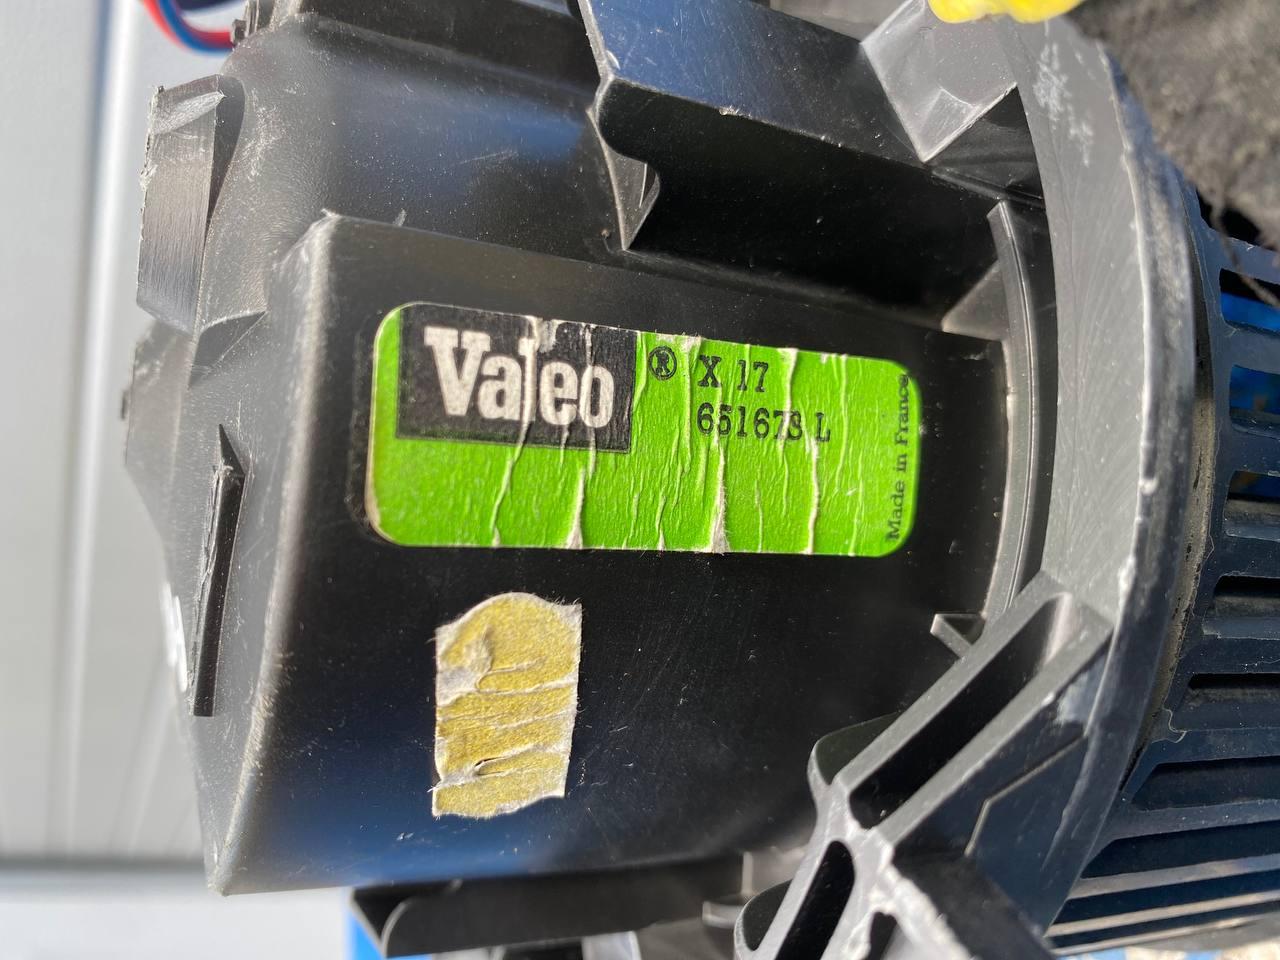 Valeo ® X 17
651673 L
Made in France